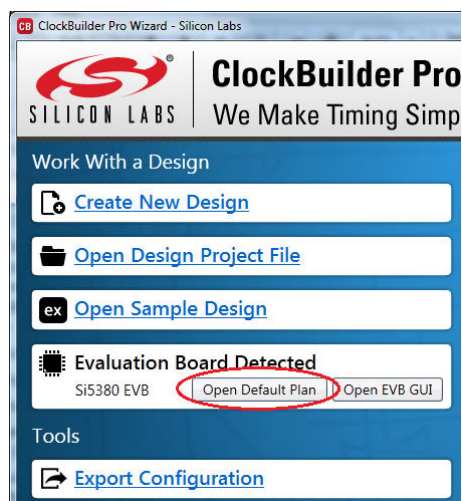 CB ClockBuilder Pro Wizard - Silicon Labs
SILICON LABS
ClockBuilder Pro
We Make Timing Simp
Work With a Design
Create New Design
Open Design Project File
ex Open Sample Design
Evaluation Board Detected
Si5380 EVB Open Default Plan Open EVB GUI
Tools
Export Configuration